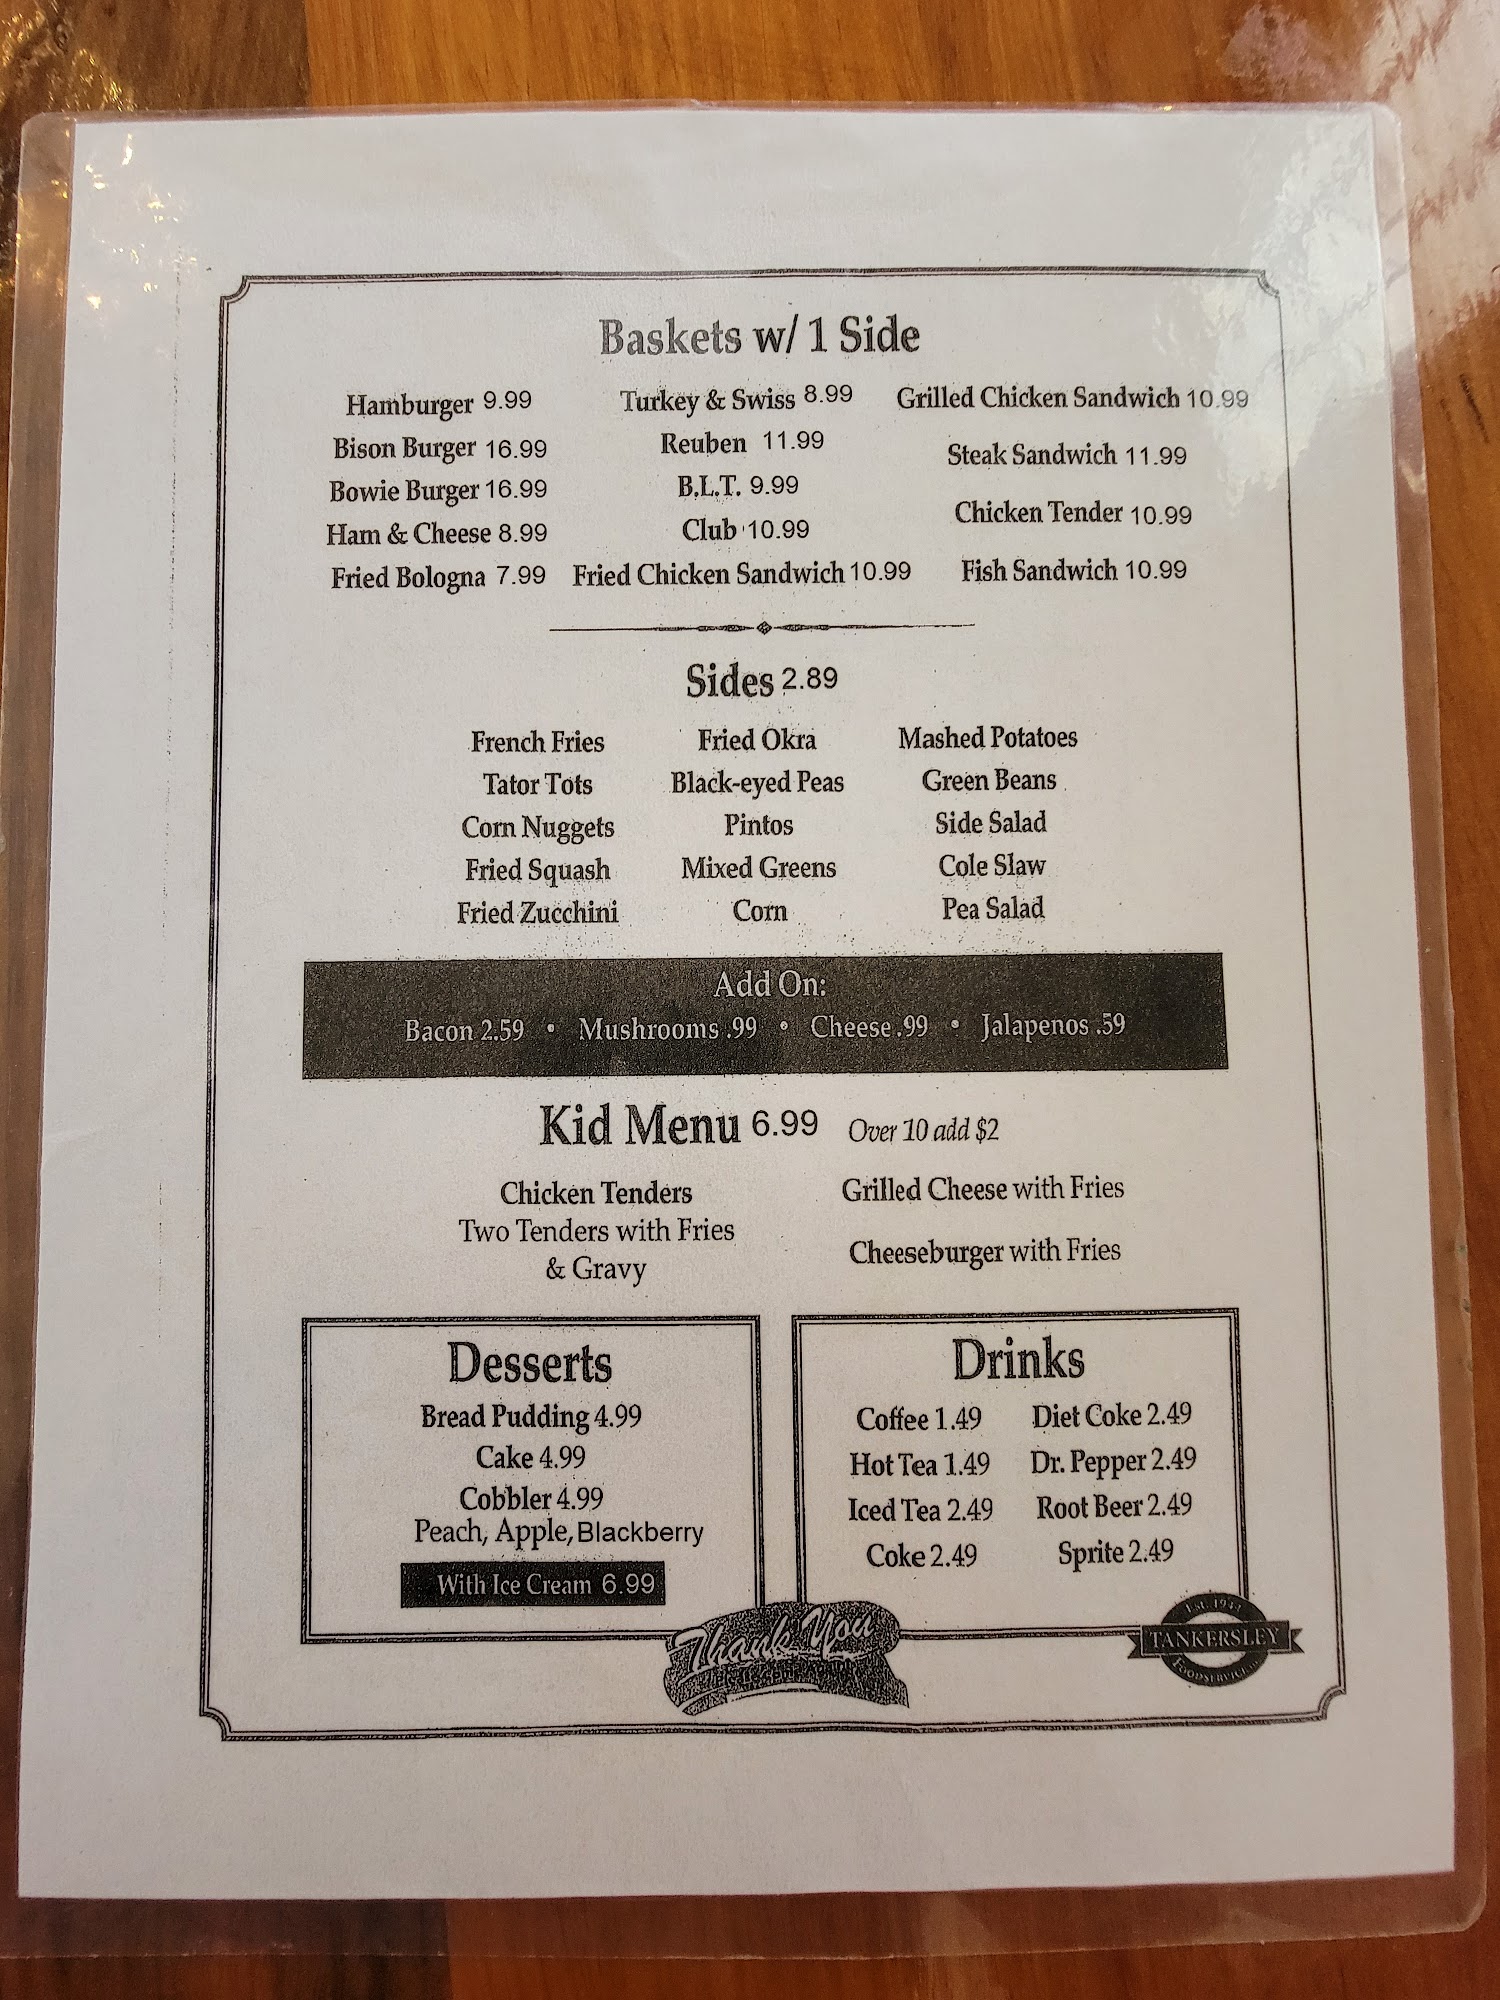 Baskets w/ 1 Side
Hamburger 9.99
Bison Burger 16.99
Bowie Burger 16.99
Ham & Cheese 8.99
Fried Bologna 7.99
Turkey & Swiss 8.99
Reuben 11.99
B.L.T. 9.99
Club 10.99
Fried Chicken Sandwich 10.99
Grilled Chicken Sandwich 10.99
Steak Sandwich 11.99
Chicken Tender 10.99
Fish Sandwich 10.99
Sides 2.89
French Fries
Tator Tots
Corn Nuggets
Fried Squash
Fried Zucchini
Fried Okra
Black-eyed Peas
Pintos
Mixed Greens
Corn
Mashed Potatoes
Green Beans
Side Salad
Cole Slaw
Pea Salad
Add On:
Bacon 2.59 • Mushrooms .99 • Cheese .99 • Jalapenos .59
Kid Menu 6.99 Over 10 add $2
Chicken Tenders
Two Tenders with Fries
& Gravy
Grilled Cheese with Fries
Cheeseburger with Fries
Desserts
Bread Pudding 4.99
Cake 4.99
Cobbler 4.99
Peach, Apple, Blackberry
With Ice Cream 6.99
Drinks
Coffee 1.49
Hot Tea 1.49
Iced Tea 2.49
Coke 2.49
Diet Coke 2.49
Dr. Pepper 2.49
Root Beer 2.49
Sprite 2.49
Thank You
Est. 194
TANKERSLEY
FOODSERVICE